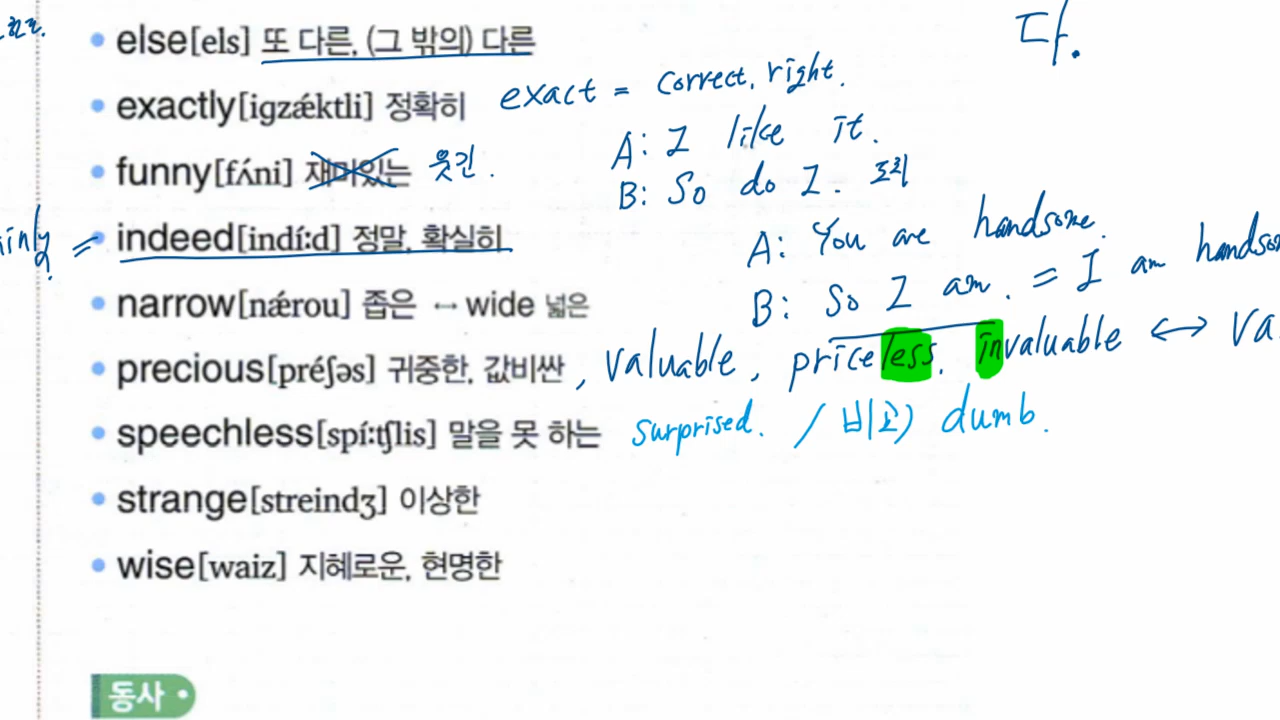 다.
else[els] 또 다른, (그 밖의) 다른
exactly[igzǽktli] 정확히 exact = correct, right.
A: I like it.
funny[fʌ́ni] 재미있는 웃긴.
B: So do I.
A: You are handsome.
indeed[indíːd] 정말, 확실히
B: So I am. = I am handso
narrow[nǽrou] 좁은 ↔ wide 넓은
precious[préʃəs] 귀중한, 값비싼, valuable, priceless. invaluable ↔ va
speechless[spíːtʃlis] 말을 못 하는 surprised. / 비교) dumb.
strange[streindʒ] 이상한
wise[waiz] 지혜로운, 현명한
동사